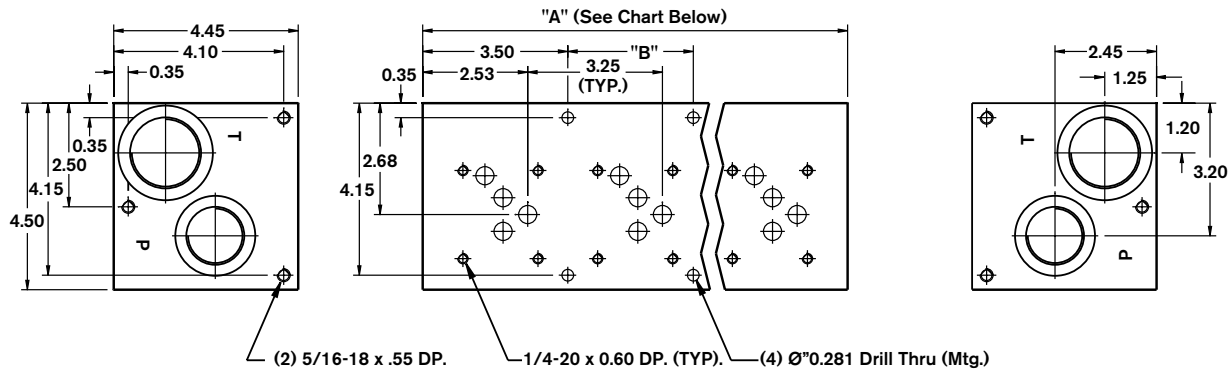 "A" (See Chart Below)
4.45
4.10
0.35
3.50
"B"
2.53
3.25
(TYP.)
0.35
2.45
1.25
T
P
0.35
2.50
4.15
4.50
2.68
4.15
T
P
1.20
3.20
(2) 5/16-18 x .55 DP.
1/4-20 x 0.60 DP. (TYP).
(4) Ø"0.281 Drill Thru (Mtg.)